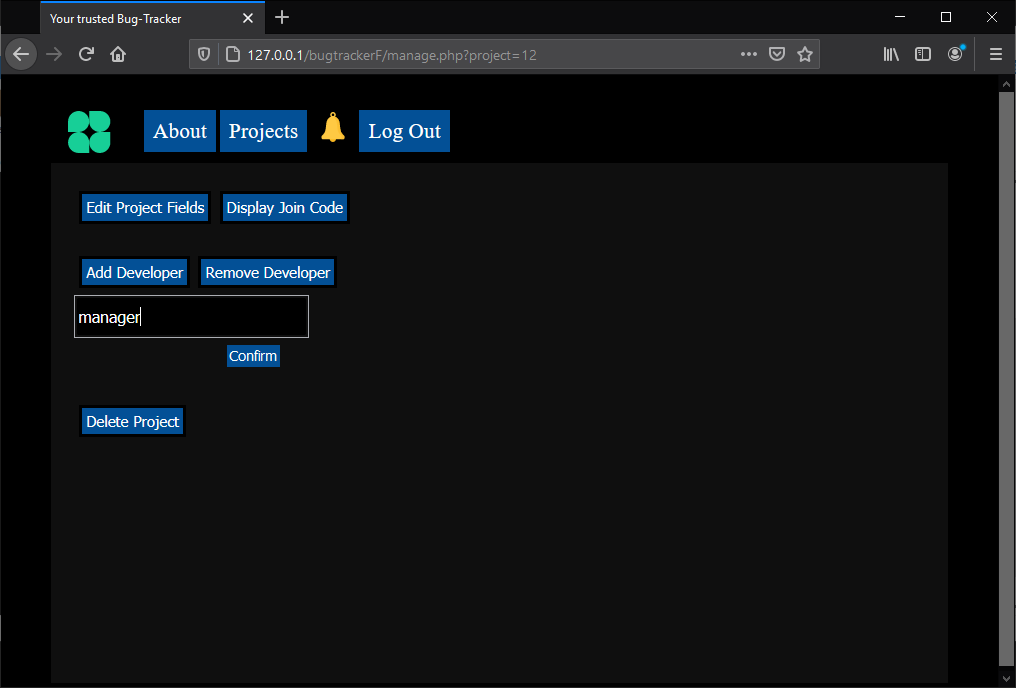 Your trusted Bug-Tracker
127.0.0.1/bugtrackerF/manage.php?project=12
About Projects Log Out
Edit Project Fields Display Join Code
Add Developer Remove Developer
manager
Confirm
Delete Project